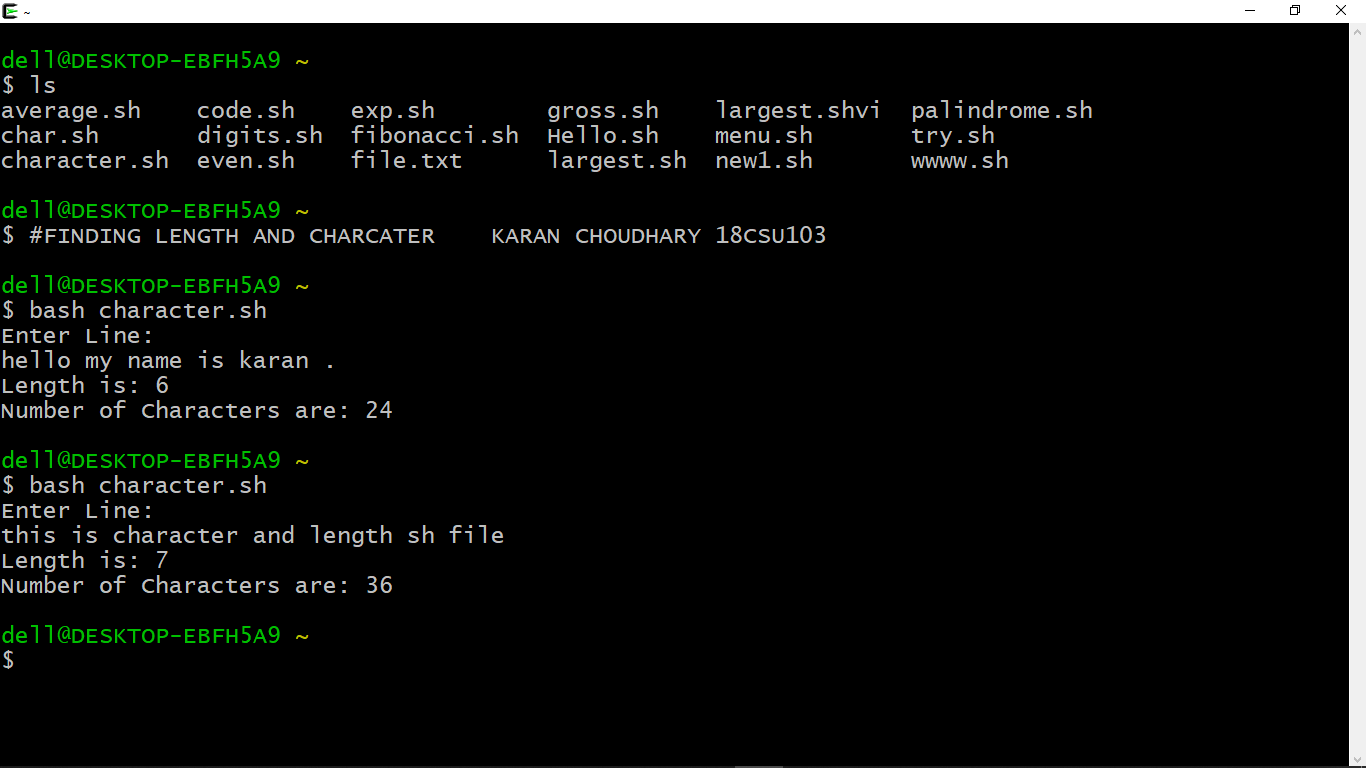 ~
dell@DESKTOP-EBFH5A9 ~
$ ls
average.sh    code.sh    exp.sh        gross.sh    largest.shvi  palindrome.sh
char.sh       digits.sh  fibonacci.sh  Hello.sh    menu.sh       try.sh
character.sh  even.sh    file.txt      largest.sh  new1.sh       wwww.sh
dell@DESKTOP-EBFH5A9 ~
$ #FINDING LENGTH AND CHARCATER    KARAN CHOUDHARY 18CSU103
dell@DESKTOP-EBFH5A9 ~
$ bash character.sh
Enter Line:
hello my name is karan .
Length is: 6
Number of Characters are: 24
dell@DESKTOP-EBFH5A9 ~
$ bash character.sh
Enter Line:
this is character and length sh file
Length is: 7
Number of Characters are: 36
dell@DESKTOP-EBFH5A9 ~
$